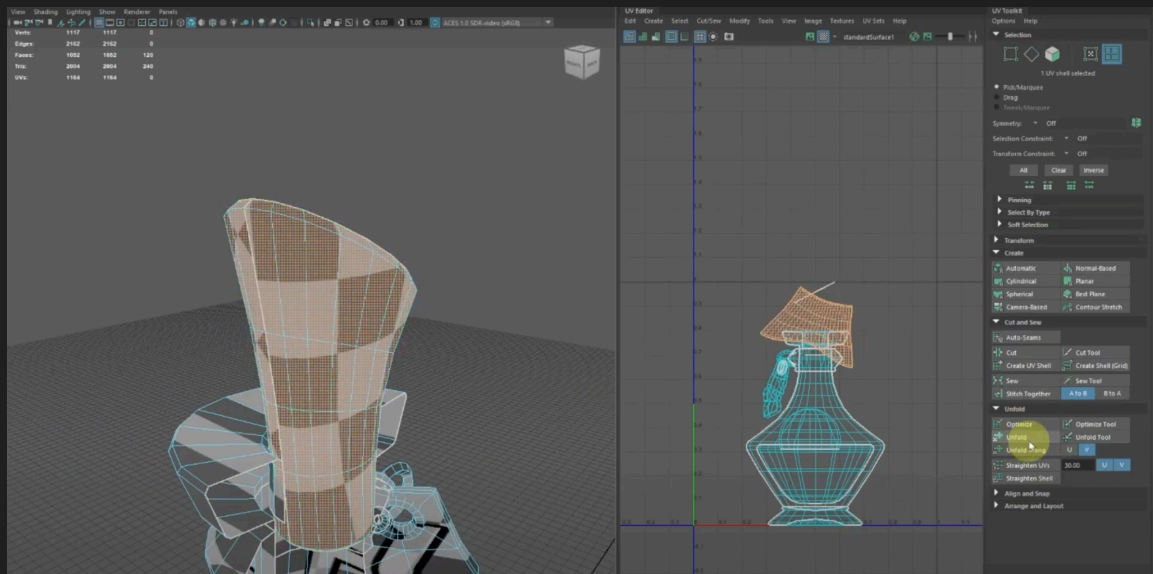 View Shading Lighting Show Renderer Panels
0.00 1.00 ACES 1.0 SDR-video (sRGB)
Verts: 1117 1117 0
Edges: 2162 2162 0
Faces: 1052 1052 120
Tris: 2004 2004 240
UVs: 1164 1164 0
UV Editor
Edit Create Select Cut/Sew Modify Tools View Image Textures UV Sets Help
standardSurface1
UV Toolkit
Options Help
Selection
1 UV shell selected
Pick/Marquee
Drag
Tweak/Marquee
Symmetry: Off
Selection Constraint: Off
Transform Constraint: Off
All Clear Inverse
Pinning
Select By Type
Soft Selection
Transform
Create
Automatic Normal-Based
Cylindrical Planar
Spherical Best Plane
Camera-Based Contour Stretch
Cut and Sew
Auto-Seams
Cut Cut Tool
Create UV Shell Create Shell (Grid)
Sew Sew Tool
Stitch Together A to B B to A
Unfold
Optimize Optimize Tool
Unfold Unfold Tool
Unfold Along U V
Straighten UVs 30.00 U V
Straighten Shell
Align and Snap
Arrange and Layout